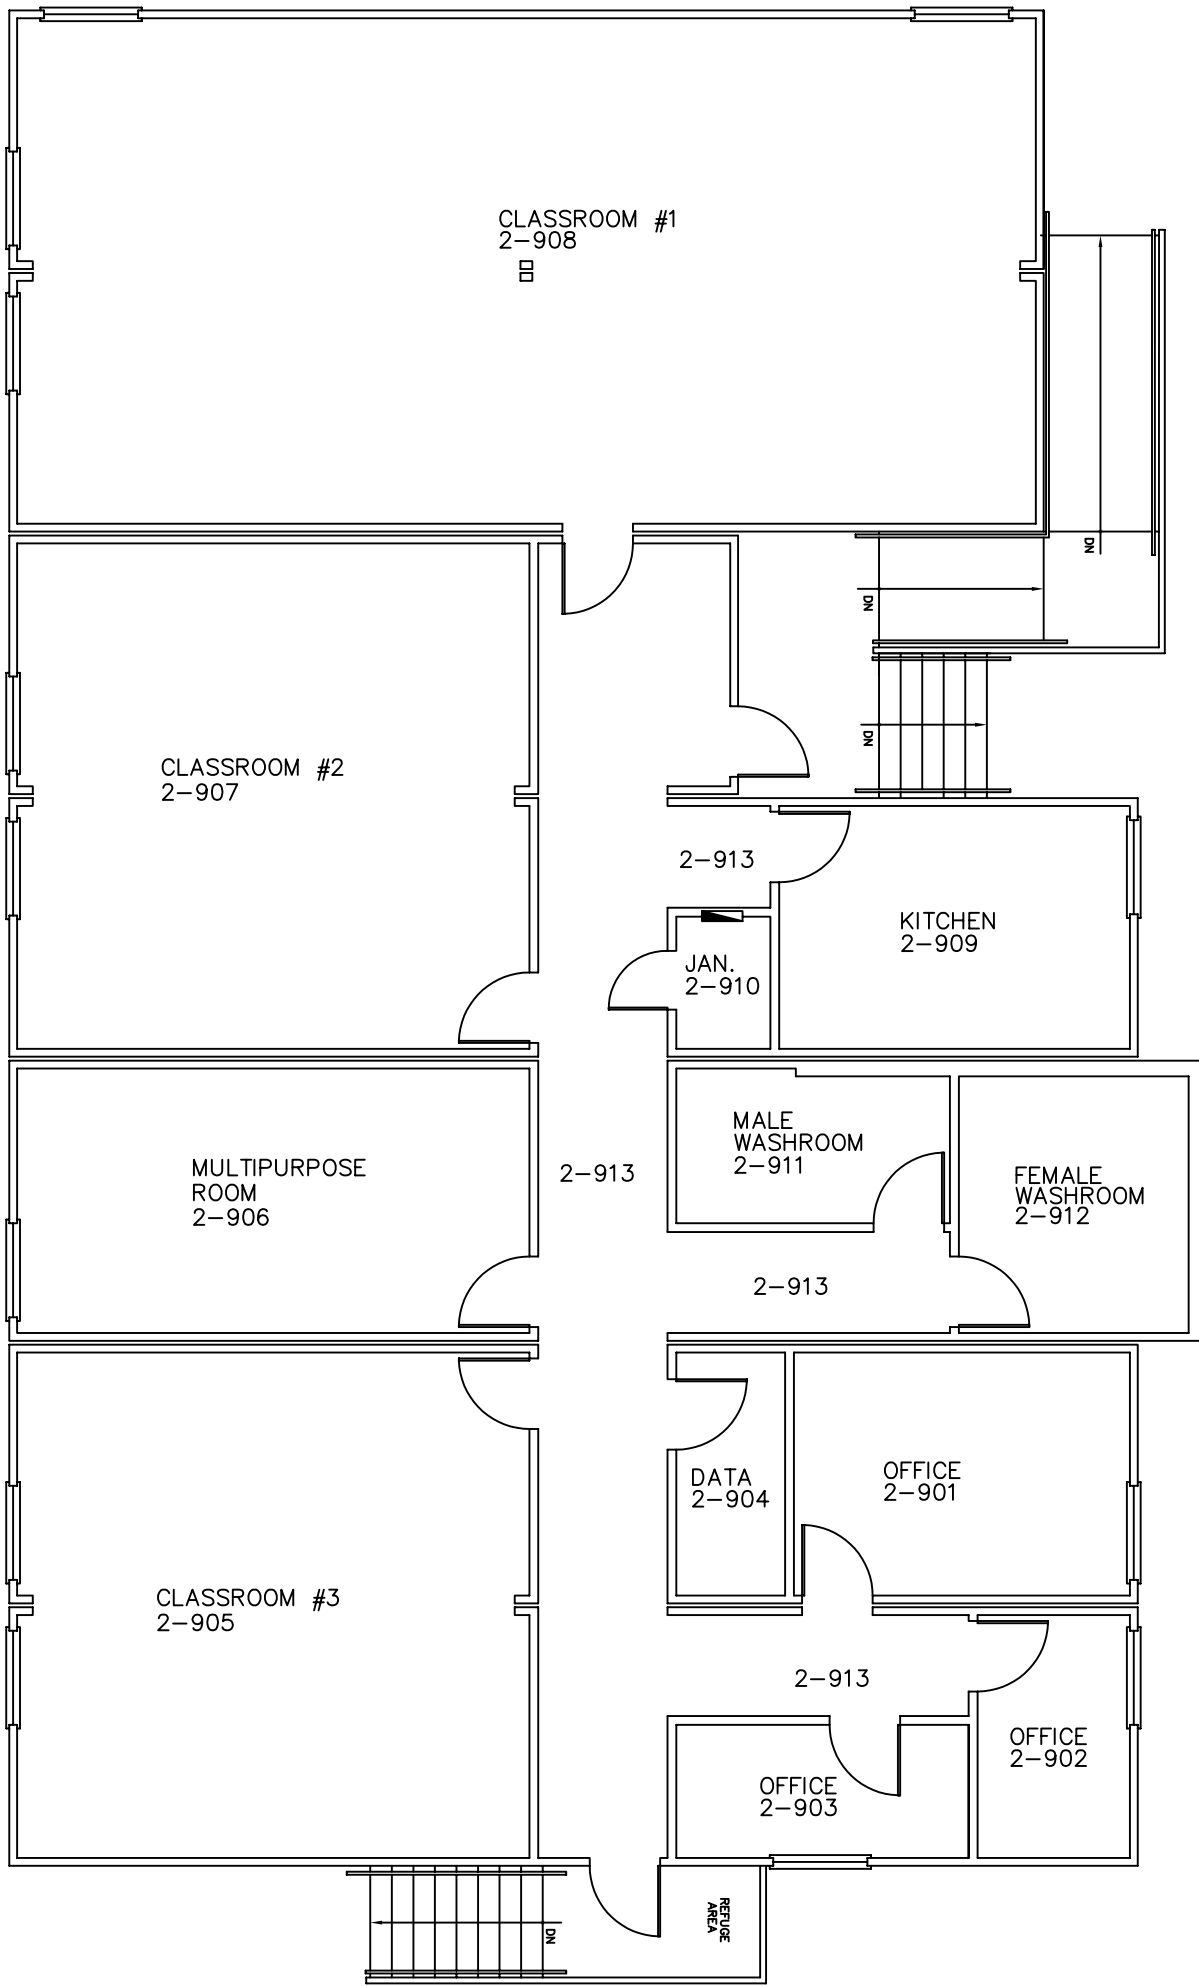 CLASSROOM #1
2-908
DN
DN
DN
CLASSROOM #2
2-907
2-913
KITCHEN
2-909
JAN.
2-910
MALE
WASHROOM
2-911
MULTIPURPOSE
ROOM
2-906
2-913
FEMALE
WASHROOM
2-912
2-913
DATA
2-904
OFFICE
2-901
CLASSROOM #3
2-905
2-913
OFFICE
2-902
OFFICE
2-903
REFUGE
AREA
DN